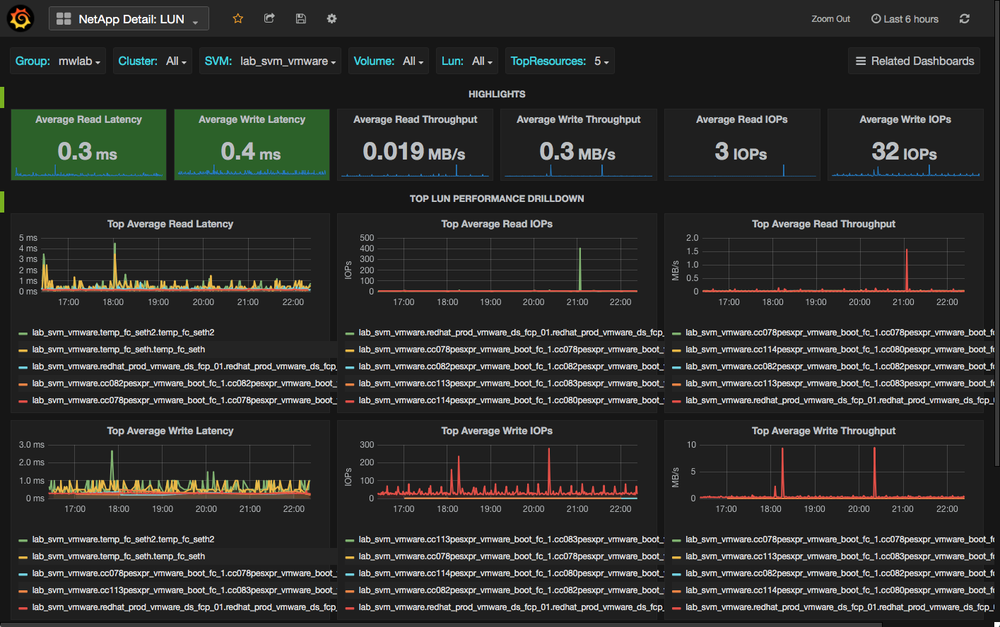 NetApp Detail: LUN
Zoom Out
Last 6 hours
Group: mwlab
Cluster: All
SVM: lab_svm_vmware
Volume: All
Lun: All
TopResources: 5
Related Dashboards
HIGHLIGHTS
Average Read Latency
0.3 ms
Average Write Latency
0.4 ms
Average Read Throughput
0.019 MB/s
Average Write Throughput
0.3 MB/s
Average Read IOPs
3 IOPs
Average Write IOPs
32 IOPs
TOP LUN PERFORMANCE DRILLDOWN
Top Average Read Latency
5 ms
4 ms
3 ms
2 ms
1 ms
0 ms
17:00 18:00 19:00 20:00 21:00 22:00
lab_svm_vmware.temp_fc_seth2.temp_fc_seth2
lab_svm_vmware.temp_fc_seth.temp_fc_seth
lab_svm_vmware.redhat_prod_vmware_ds_fcp_01.redhat_prod_vmware_ds_fcp_
lab_svm_vmware.cc082pesxpr_vmware_boot_fc_1.cc082pesxpr_vmware_boot_
lab_svm_vmware.cc078pesxpr_vmware_boot_fc_1.cc078pesxpr_vmware_boot_
Top Average Read IOPs
IOPs
500
400
300
200
100
0
17:00 18:00 19:00 20:00 21:00 22:00
lab_svm_vmware.redhat_prod_vmware_ds_fcp_01.redhat_prod_vmware_ds_fcp_
lab_svm_vmware.cc078pesxpr_vmware_boot_fc_1.cc078pesxpr_vmware_boot_
lab_svm_vmware.cc082pesxpr_vmware_boot_fc_1.cc082pesxpr_vmware_boot_
lab_svm_vmware.cc113pesxpr_vmware_boot_fc_1.cc083pesxpr_vmware_boot_
lab_svm_vmware.cc114pesxpr_vmware_boot_fc_1.cc080pesxpr_vmware_boot_
Top Average Read Throughput
MB/s
2.0
1.5
1.0
0.5
0
17:00 18:00 19:00 20:00 21:00 22:00
lab_svm_vmware.cc078pesxpr_vmware_boot_fc_1.cc078pesxpr_vmware_boot_f
lab_svm_vmware.cc114pesxpr_vmware_boot_fc_1.cc080pesxpr_vmware_boot_f
lab_svm_vmware.cc082pesxpr_vmware_boot_fc_1.cc082pesxpr_vmware_boot_f
lab_svm_vmware.cc113pesxpr_vmware_boot_fc_1.cc083pesxpr_vmware_boot_f
lab_svm_vmware.redhat_prod_vmware_ds_fcp_01.redhat_prod_vmware_ds_fcp_
Top Average Write Latency
3.0 ms
2.0 ms
1.0 ms
0 ms
17:00 18:00 19:00 20:00 21:00 22:00
lab_svm_vmware.temp_fc_seth2.temp_fc_seth2
lab_svm_vmware.temp_fc_seth.temp_fc_seth
lab_svm_vmware.cc078pesxpr_vmware_boot_fc_1.cc078pesxpr_vmware_boot_
lab_svm_vmware.cc113pesxpr_vmware_boot_fc_1.cc083pesxpr_vmware_boot_
lab_svm_vmware.redhat_prod_vmware_ds_fcp_01.redhat_prod_vmware_ds_fcp_
Top Average Write IOPs
IOPs
300
200
100
0
17:00 18:00 19:00 20:00 21:00 22:00
lab_svm_vmware.cc113pesxpr_vmware_boot_fc_1.cc083pesxpr_vmware_boot_
lab_svm_vmware.cc078pesxpr_vmware_boot_fc_1.cc078pesxpr_vmware_boot_
lab_svm_vmware.cc114pesxpr_vmware_boot_fc_1.cc080pesxpr_vmware_boot_
lab_svm_vmware.cc082pesxpr_vmware_boot_fc_1.cc082pesxpr_vmware_boot_
lab_svm_vmware.redhat_prod_vmware_ds_fcp_01.redhat_prod_vmware_ds_fcp_
Top Average Write Throughput
MB/s
10
5
0
17:00 18:00 19:00 20:00 21:00 22:00
lab_svm_vmware.cc078pesxpr_vmware_boot_fc_1.cc078pesxpr_vmware_boot_f
lab_svm_vmware.cc113pesxpr_vmware_boot_fc_1.cc083pesxpr_vmware_boot_f
lab_svm_vmware.cc082pesxpr_vmware_boot_fc_1.cc082pesxpr_vmware_boot_f
lab_svm_vmware.cc114pesxpr_vmware_boot_fc_1.cc080pesxpr_vmware_boot_f
lab_svm_vmware.redhat_prod_vmware_ds_fcp_01.redhat_prod_vmware_ds_fcp_